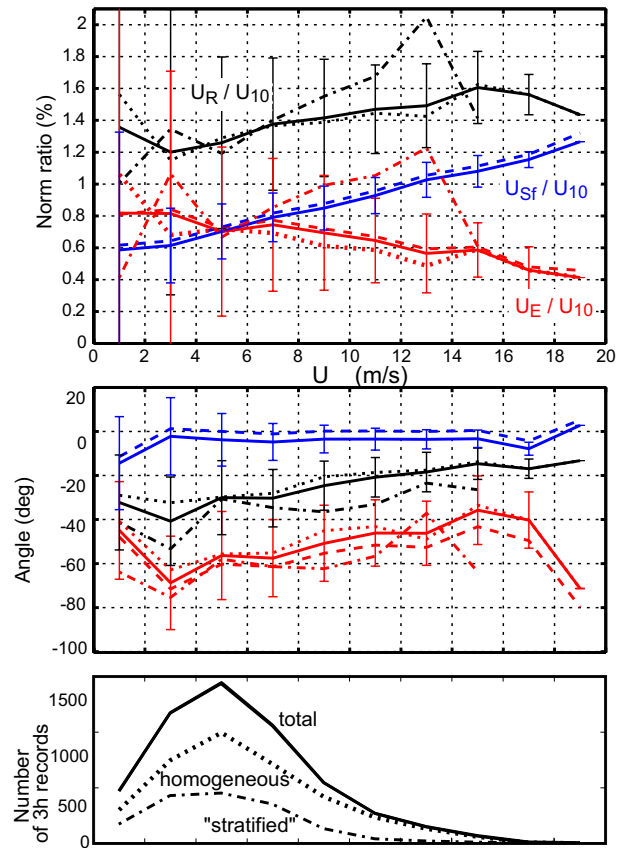 2
1.8
1.6
1.4
1.2
1.0
0.8
0.6
0.4
0.2
0
Norm ratio (%)
U_R / U_10
U_Sf / U_10
U_E / U_10
0 2 4 6 8 10 12 14 16 18 20
U (m/s)
20
0
-20
-40
-60
-80
-100
Angle (deg)
1500
1000
500
0
Number
of 3h records
total
homogeneous
"stratified"